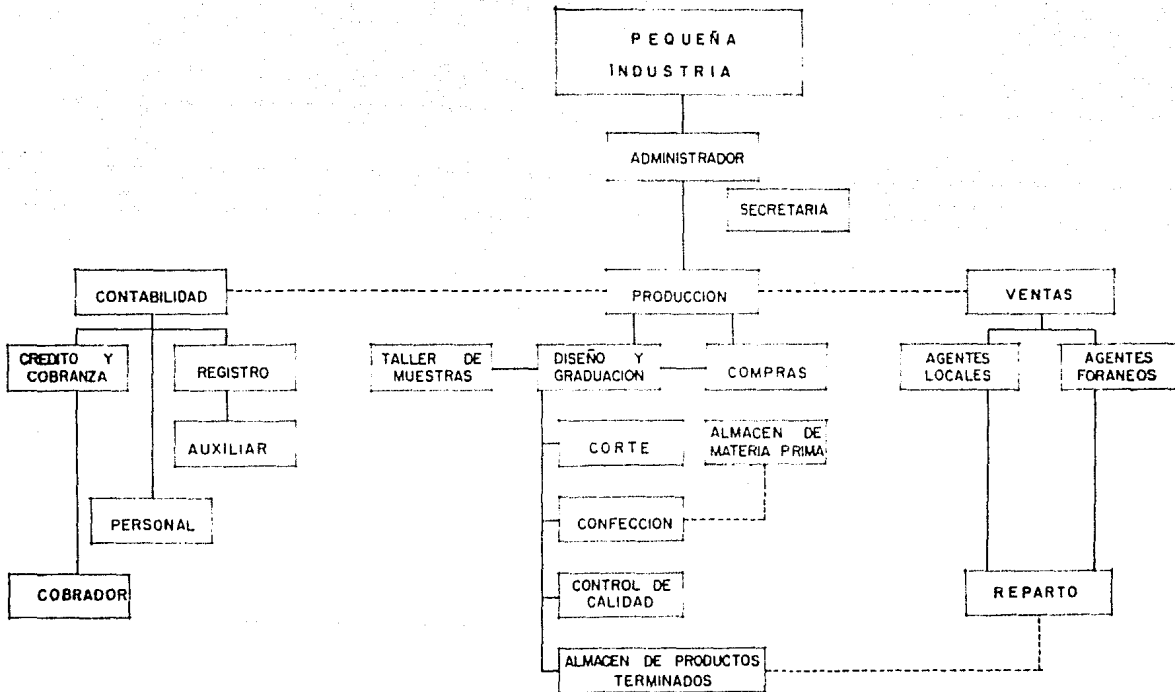 PEQUEÑA
INDUSTRIA
ADMINISTRADOR
SECRETARIA
CONTABILIDAD
PRODUCCION
VENTAS
CREDITO Y
COBRANZA
REGISTRO
TALLER DE
MUESTRAS
DISEÑO Y
GRADUACION
COMPRAS
AGENTES
LOCALES
AGENTES
FORANEOS
AUXILIAR
CORTE
ALMACEN DE
MATERIA PRIMA
PERSONAL
CONFECCION
COBRADOR
CONTROL DE
CALIDAD
REPARTO
ALMACEN DE PRODUCTOS
TERMINADOS